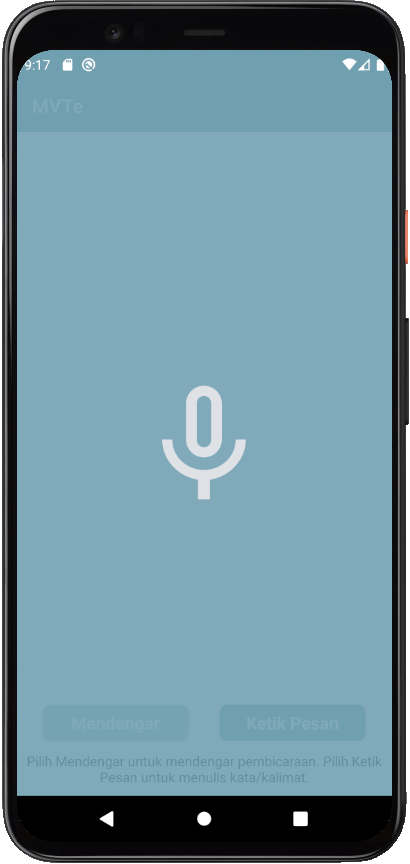 9:17
MVTe
Mendengar
Ketik Pesan
Pilih Mendengar untuk mendengar pembicaraan. Pilih Ketik
Pesan untuk menulis kata/kalimat.